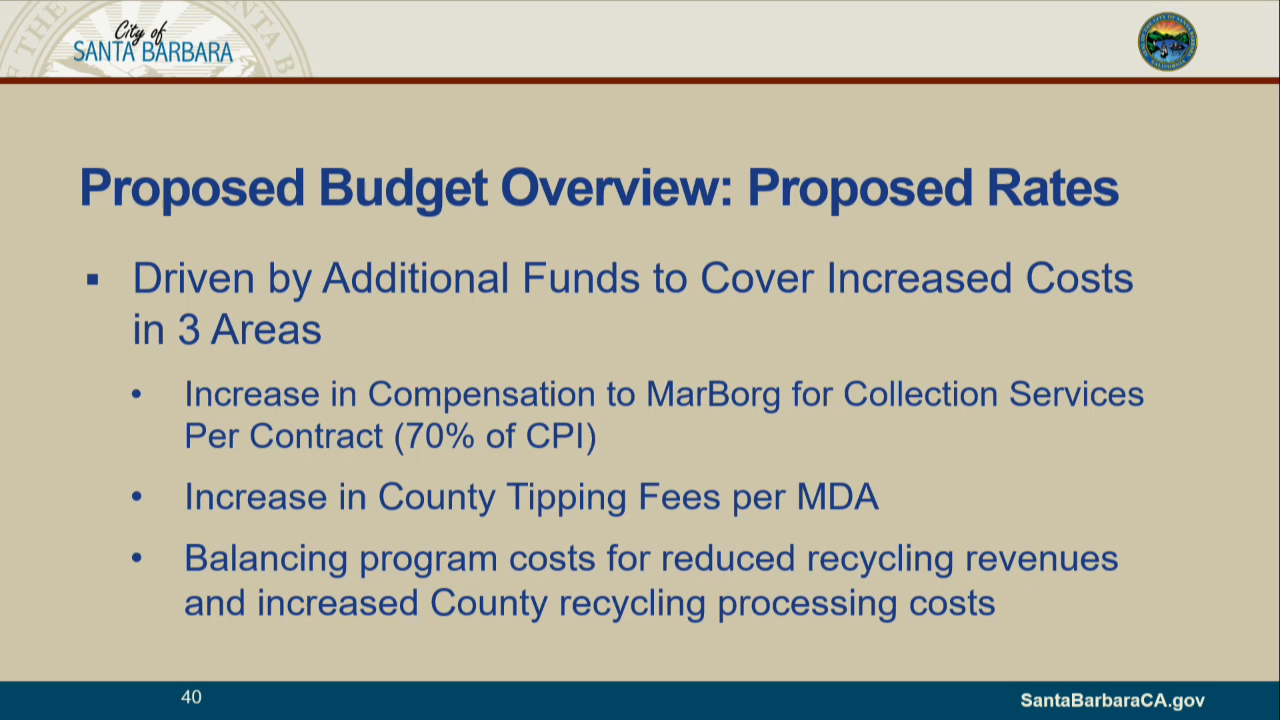 City of
SANTA BARBARA
Proposed Budget Overview: Proposed Rates
▪ Driven by Additional Funds to Cover Increased Costs
in 3 Areas
• Increase in Compensation to MarBorg for Collection Services
Per Contract (70% of CPI)
• Increase in County Tipping Fees per MDA
• Balancing program costs for reduced recycling revenues
and increased County recycling processing costs
40
SantaBarbaraCA.gov